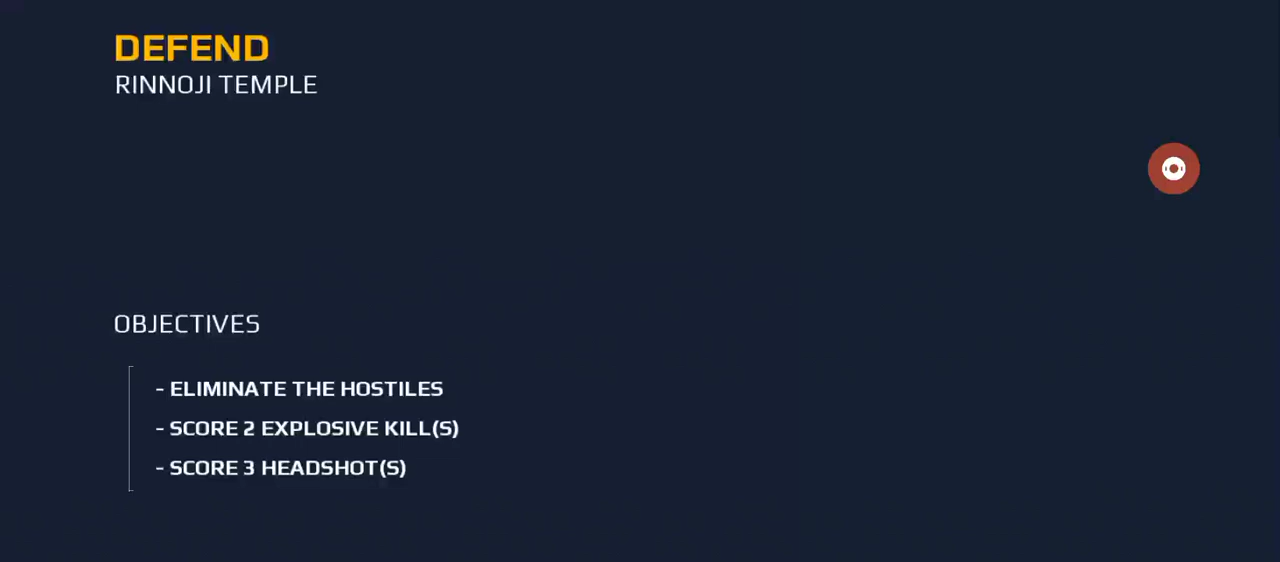 DEFEND
RINNOJI TEMPLE
OBJECTIVES
- ELIMINATE THE HOSTILES
- SCORE 2 EXPLOSIVE KILL(S)
- SCORE 3 HEADSHOT(S)